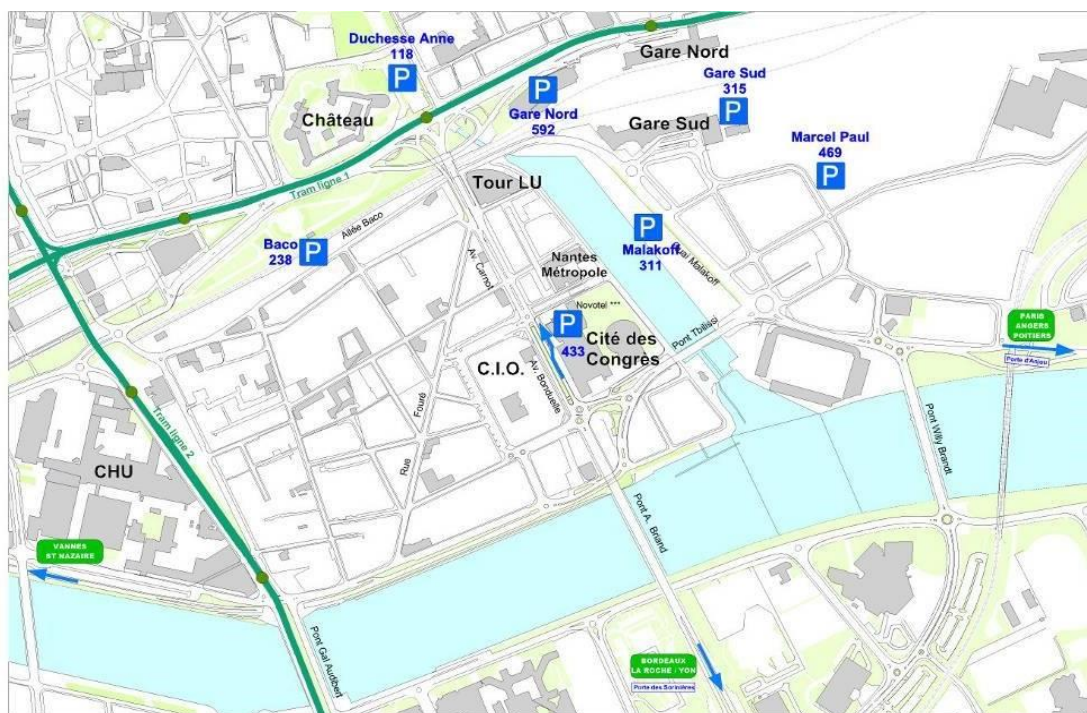 Duchesse Anne
118
P
Gare Nord
Château
P
Gare Nord
592
Gare Sud
315
P
Gare Sud
Marcel Paul
469
P
Tram ligne 1
Tour LU
Allée Baco
Baco
238
P
P
Malakoff
311
Quai Malakoff
Av. Carnot
Nantes
Métropole
Novotel ***
P
433
Cité des
Congrès
Pont Tbilissi
PARIS
ANGERS
POITIERS
Porte d'Anjou
C.I.O.
Av. Bonduelle
Rue Fouré
Tram ligne 2
CHU
Pont Willy Brandt
Pont A. Briand
VANNES
ST NAZAIRE
Pont Gal Audibert
BORDEAUX
LA ROCHE / YON
Porte des Sorinières